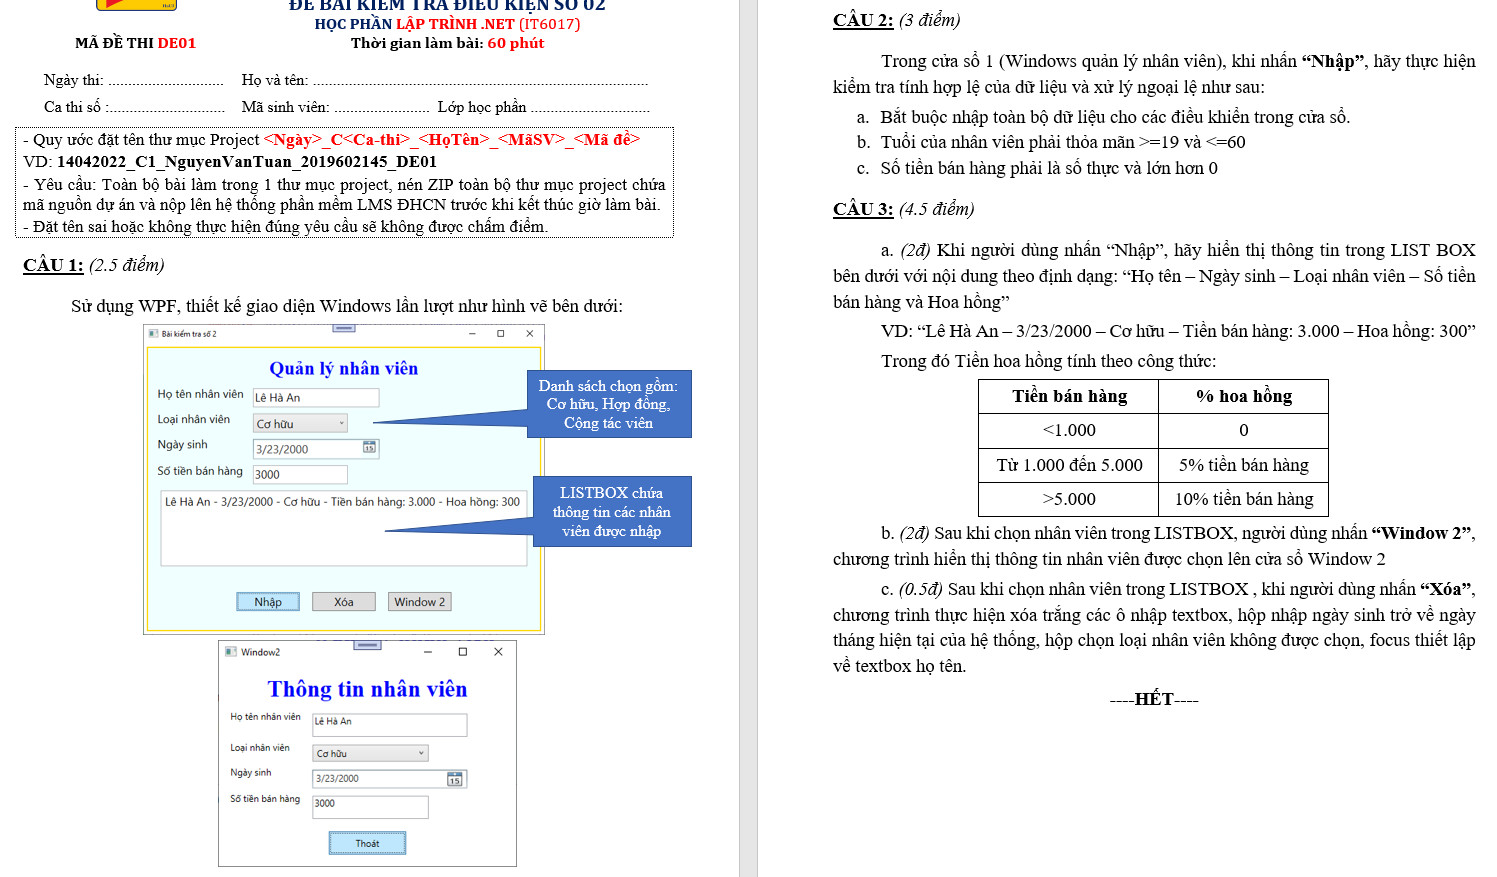 ĐỀ BÀI KIỂM TRA ĐIỀU KIỆN SỐ 02
HỌC PHẦN LẬP TRÌNH .NET (IT6017)
MÃ ĐỀ THI DE01
Thời gian làm bài: 60 phút
Ngày thi: ............................ Họ và tên: ....................................................................................
Ca thi số :............................ Mã sinh viên: ....................... Lớp học phần .............................
- Quy ước đặt tên thư mục Project <Ngày>_C<Ca-thi>_<HọTên>_<MãSV>_<Mã đề>
VD: 14042022_C1_NguyenVanTuan_2019602145_DE01
- Yêu cầu: Toàn bộ bài làm trong 1 thư mục project, nén ZIP toàn bộ thư mục project chứa
mã nguồn dự án và nộp lên hệ thống phần mềm LMS ĐHCN trước khi kết thúc giờ làm bài.
- Đặt tên sai hoặc không thực hiện đúng yêu cầu sẽ không được chấm điểm.
CÂU 1: (2.5 điểm)
Sử dụng WPF, thiết kế giao diện Windows lần lượt như hình vẽ bên dưới:
Bài kiểm tra số 2
Quản lý nhân viên
Họ tên nhân viên Lê Hà An
Loại nhân viên Cơ hữu
Ngày sinh 3/23/2000 15
Số tiền bán hàng 3000
Lê Hà An - 3/23/2000 - Cơ hữu - Tiền bán hàng: 3.000 - Hoa hồng: 300
Nhập Xóa Window 2
Danh sách chọn gồm:
Cơ hữu, Hợp đồng,
Cộng tác viên
LISTBOX chứa
thông tin các nhân
viên được nhập
Window2
Thông tin nhân viên
Họ tên nhân viên Lê Hà An
Loại nhân viên Cơ hữu
Ngày sinh 3/23/2000 15
Số tiền bán hàng 3000
Thoát
CÂU 2: (3 điểm)
Trong cửa sổ 1 (Windows quản lý nhân viên), khi nhấn “Nhập”, hãy thực hiện
kiểm tra tính hợp lệ của dữ liệu và xử lý ngoại lệ như sau:
a. Bắt buộc nhập toàn bộ dữ liệu cho các điều khiển trong cửa sổ.
b. Tuổi của nhân viên phải thỏa mãn >=19 và <=60
c. Số tiền bán hàng phải là số thực và lớn hơn 0
CÂU 3: (4.5 điểm)
a. (2đ) Khi người dùng nhấn “Nhập”, hãy hiển thị thông tin trong LIST BOX
bên dưới với nội dung theo định dạng: “Họ tên – Ngày sinh – Loại nhân viên – Số tiền
bán hàng và Hoa hồng”
VD: “Lê Hà An – 3/23/2000 – Cơ hữu – Tiền bán hàng: 3.000 – Hoa hồng: 300”
Trong đó Tiền hoa hồng tính theo công thức:
Tiền bán hàng % hoa hồng
<1.000 0
Từ 1.000 đến 5.000 5% tiền bán hàng
>5.000 10% tiền bán hàng
b. (2đ) Sau khi chọn nhân viên trong LISTBOX, người dùng nhấn “Window 2”,
chương trình hiển thị thông tin nhân viên được chọn lên cửa sổ Window 2
c. (0.5đ) Sau khi chọn nhân viên trong LISTBOX , khi người dùng nhấn “Xóa”,
chương trình thực hiện xóa trắng các ô nhập textbox, hộp nhập ngày sinh trở về ngày
tháng hiện tại của hệ thống, hộp chọn loại nhân viên không được chọn, focus thiết lập
về textbox họ tên.
----HẾT----